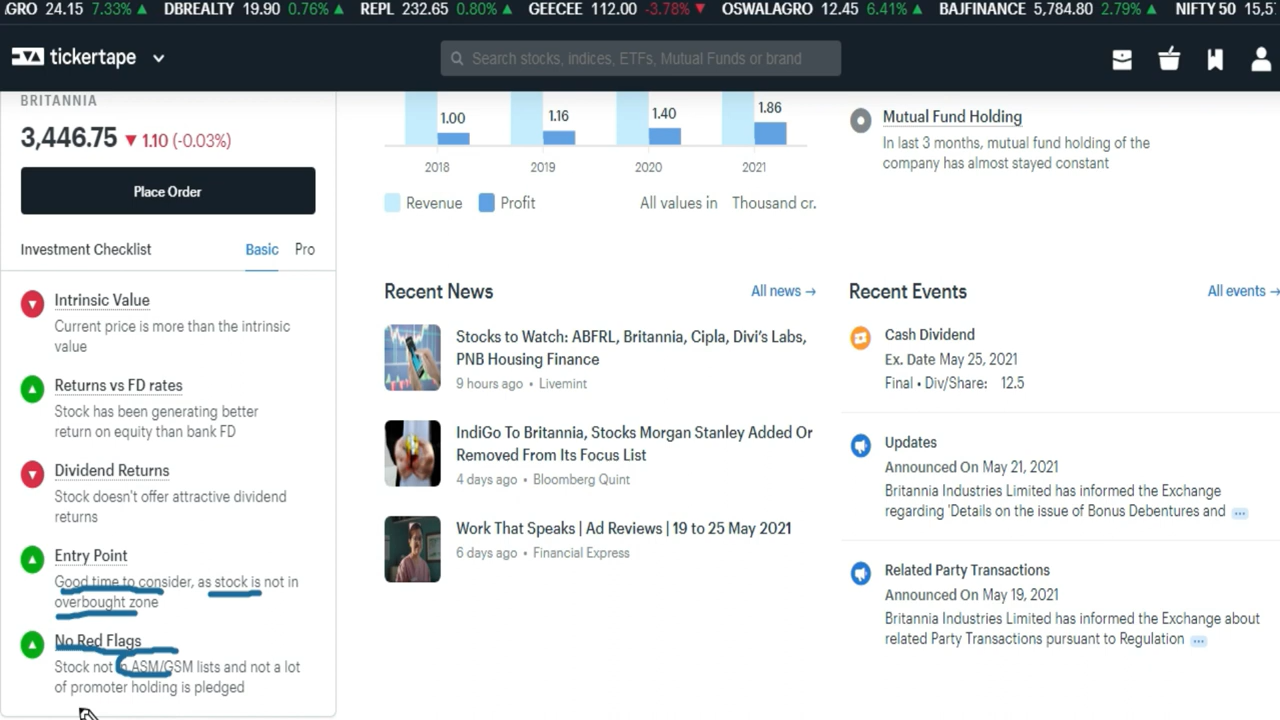 .GRO 24.15 7.33% ▲ DBREALTY 19.90 0.76% ▲ REPL 232.65 0.80% ▲ GEECEE 112.00 -3.78% ▼ OSWALAGRO 12.45 6.41% ▲ BAJFINANCE 5,784.80 2.79% ▲ NIFTY 50 15,5
tickertape
Search stocks, indices, ETFs, Mutual Funds or brand
BRITANNIA
3,446.75 ▼ 1.10 (-0.03%)
Place Order
Investment Checklist Basic Pro
Intrinsic Value
Current price is more than the intrinsic
value
Returns vs FD rates
Stock has been generating better
return on equity than bank FD
Dividend Returns
Stock doesn't offer attractive dividend
returns
Entry Point
Good time to consider, as stock is not in
overbought zone
No Red Flags
Stock not in ASM/GSM lists and not a lot
of promoter holding is pledged
1.00 1.16 1.40 1.86
2018 2019 2020 2021
Revenue Profit All values in Thousand cr.
Recent News All news →
Stocks to Watch: ABFRL, Britannia, Cipla, Divi's Labs,
PNB Housing Finance
9 hours ago • Livemint
IndiGo To Britannia, Stocks Morgan Stanley Added Or
Removed From Its Focus List
4 days ago • Bloomberg Quint
Work That Speaks | Ad Reviews | 19 to 25 May 2021
6 days ago • Financial Express
Mutual Fund Holding
In last 3 months, mutual fund holding of the
company has almost stayed constant
Recent Events All events →
Cash Dividend
Ex. Date May 25, 2021
Final • Div/Share: 12.5
Updates
Announced On May 21, 2021
Britannia Industries Limited has informed the Exchange
regarding 'Details on the issue of Bonus Debentures and ...
Related Party Transactions
Announced On May 19, 2021
Britannia Industries Limited has informed the Exchange about
related Party Transactions pursuant to Regulation ...